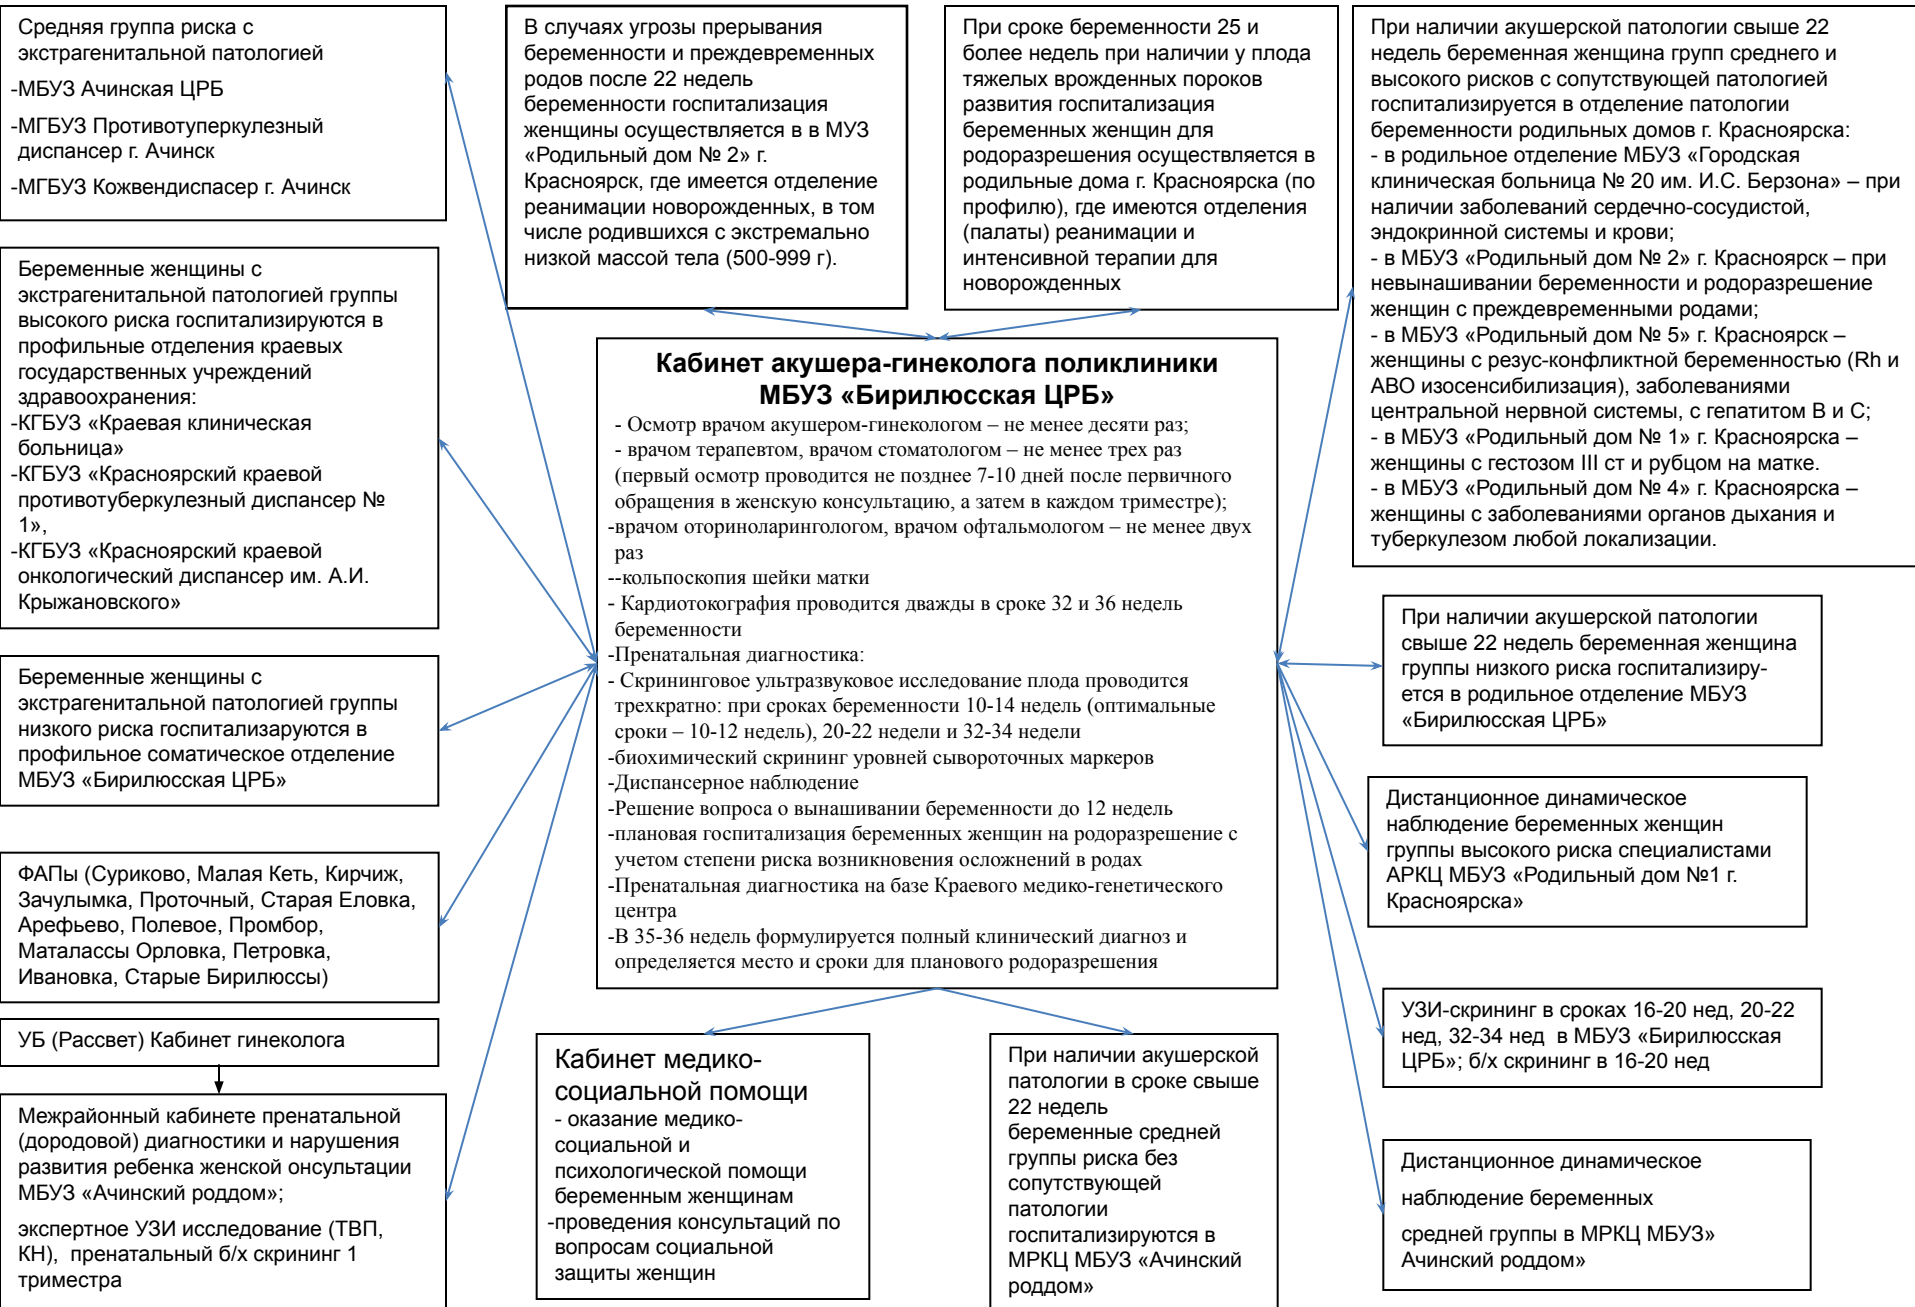 Средняя группа риска с
экстрагенитальной патологией
-МБУЗ Ачинская ЦРБ
-МГБУЗ Противотуперкулезный
диспансер г. Ачинск
-МГБУЗ Кожвендиспасер г. Ачинск
В случаях угрозы прерывания
беременности и преждевременных
родов после 22 недель
беременности госпитализация
женщины осуществляется в в МУЗ
«Родильный дом № 2» г.
Красноярск, где имеется отделение
реанимации новорожденных, в том
числе родившихся с экстремально
низкой массой тела (500-999 г).
При сроке беременности 25 и
более недель при наличии у плода
тяжелых врожденных пороков
развития госпитализация
беременных женщин для
родоразрешения осуществляется в
родильные дома г. Красноярска (по
профилю), где имеются отделения
(палаты) реанимации и
интенсивной терапии для
новорожденных
При наличии акушерской патологии свыше 22
недель беременная женщина групп среднего и
высокого рисков с сопутствующей патологией
госпитализируется в отделение патологии
беременности родильных домов г. Красноярска:
- в родильное отделение МБУЗ «Городская
клиническая больница № 20 им. И.С. Берзона» – при
наличии заболеваний сердечно-сосудистой,
эндокринной системы и крови;
- в МБУЗ «Родильный дом № 2» г. Красноярск – при
невынашивании беременности и родоразрешение
женщин с преждевременными родами;
- в МБУЗ «Родильный дом № 5» г. Красноярск –
женщины с резус-конфликтной беременностью (Rh и
АВО изосенсибилизация), заболеваниями
центральной нервной системы, с гепатитом В и С;
- в МБУЗ «Родильный дом № 1» г. Красноярска –
женщины с гестозом III ст и рубцом на матке.
- в МБУЗ «Родильный дом № 4» г. Красноярска –
женщины с заболеваниями органов дыхания и
туберкулезом любой локализации.
Беременные женщины с
экстрагенитальной патологией группы
высокого риска госпитализируются в
профильные отделения краевых
государственных учреждений
здравоохранения:
-КГБУЗ «Краевая клиническая
больница»
-КГБУЗ «Красноярский краевой
противотуберкулезный диспансер №
1»,
-КГБУЗ «Красноярский краевой
онкологический диспансер им. А.И.
Крыжановского»
Беременные женщины с
экстрагенитальной патологией группы
низкого риска госпитализаруются в
профильное соматическое отделение
МБУЗ «Бирилюсская ЦРБ»
ФАПы (Суриково, Малая Кеть, Кирчиж,
Зачулымка, Проточный, Старая Еловка,
Арефьево, Полевое, Промбор,
Маталассы Орловка, Петровка,
Ивановка, Старые Бирилюссы)
УБ (Рассвет) Кабинет гинеколога
Межрайонный кабинете пренатальной
(дородовой) диагностики и нарушения
развития ребенка женской онсультации
МБУЗ «Ачинский роддом»;
экспертное УЗИ исследование (ТВП,
КН),  пренатальный б/х скрининг 1
триместра
Кабинет акушера-гинеколога поликлиники
МБУЗ «Бирилюсская ЦРБ»
- Осмотр врачом акушером-гинекологом – не менее десяти раз;
- врачом терапевтом, врачом стоматологом – не менее трех раз
(первый осмотр проводится не позднее 7-10 дней после первичного
обращения в женскую консультацию, а затем в каждом триместре);
-врачом оториноларингологом, врачом офтальмологом – не менее двух
раз
--кольпоскопия шейки матки
- Кардиотокография проводится дважды в сроке 32 и 36 недель
беременности
-Пренатальная диагностика:
- Скрининговое ультразвуковое исследование плода проводится
трехкратно: при сроках беременности 10-14 недель (оптимальные
сроки – 10-12 недель), 20-22 недели и 32-34 недели
-биохимический скрининг уровней сывороточных маркеров
-Диспансерное наблюдение
-Решение вопроса о вынашивании беременности до 12 недель
-плановая госпитализация беременных женщин на родоразрешение с
учетом степени риска возникновения осложнений в родах
-Пренатальная диагностика на базе Краевого медико-генетического
центра
-В 35-36 недель формулируется полный клинический диагноз и
определяется место и сроки для планового родоразрешения
Кабинет медико-
социальной помощи
- оказание медико-
социальной и
психологической помощи
беременным женщинам
-проведения консультаций по
вопросам социальной
защиты женщин
При наличии акушерской
патологии в сроке свыше
22 недель
беременные средней
группы риска без
сопутствующей
патологии
госпитализируются в
МРКЦ МБУЗ «Ачинский
роддом»
При наличии акушерской патологии
свыше 22 недель беременная женщина
группы низкого риска госпитализиру-
ется в родильное отделение МБУЗ
«Бирилюсская ЦРБ»
Дистанционное динамическое
наблюдение беременных женщин
группы высокого риска специалистами
АРКЦ МБУЗ «Родильный дом №1 г.
Красноярска»
УЗИ-скрининг в сроках 16-20 нед, 20-22
нед, 32-34 нед  в МБУЗ «Бирилюсская
ЦРБ»; б/х скрининг в 16-20 нед
Дистанционное динамическое
наблюдение беременных
средней группы в МРКЦ МБУЗ»
Ачинский роддом»